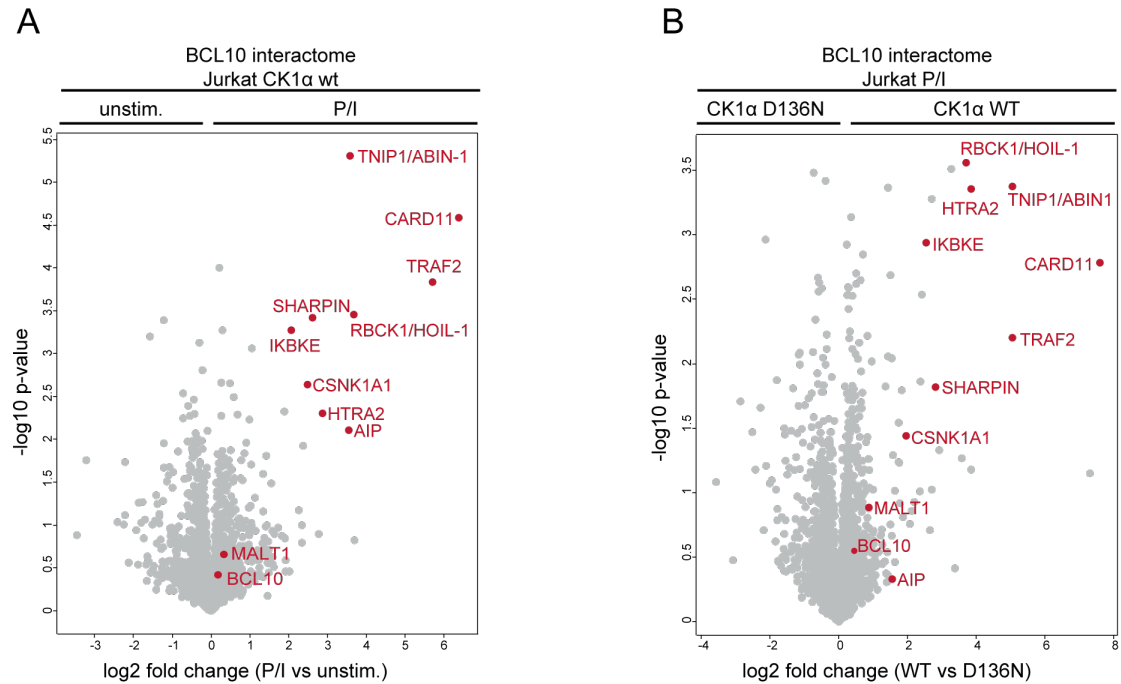 A
BCL10 interactome
Jurkat CK1α wt
unstim.
P/I
5.5
5
4.5
4
3.5
3
2.5
2
1.5
1
0.5
0
-log10 p-value
TNIP1/ABIN-1
CARD11
TRAF2
SHARPIN
RBCK1/HOIL-1
IKBKE
CSNK1A1
HTRA2
AIP
MALT1
BCL10
-3
-2
-1
0
1
2
3
4
5
6
log2 fold change (P/I vs unstim.)
B
BCL10 interactome
Jurkat P/I
CK1α D136N
CK1α WT
3.5
3
2.5
2
1.5
1
0.5
0
-log10 p-value
RBCK1/HOIL-1
HTRA2
TNIP1/ABIN1
IKBKE
CARD11
TRAF2
SHARPIN
CSNK1A1
MALT1
BCL10
AIP
-4
-2
0
2
4
6
8
log2 fold change (WT vs D136N)